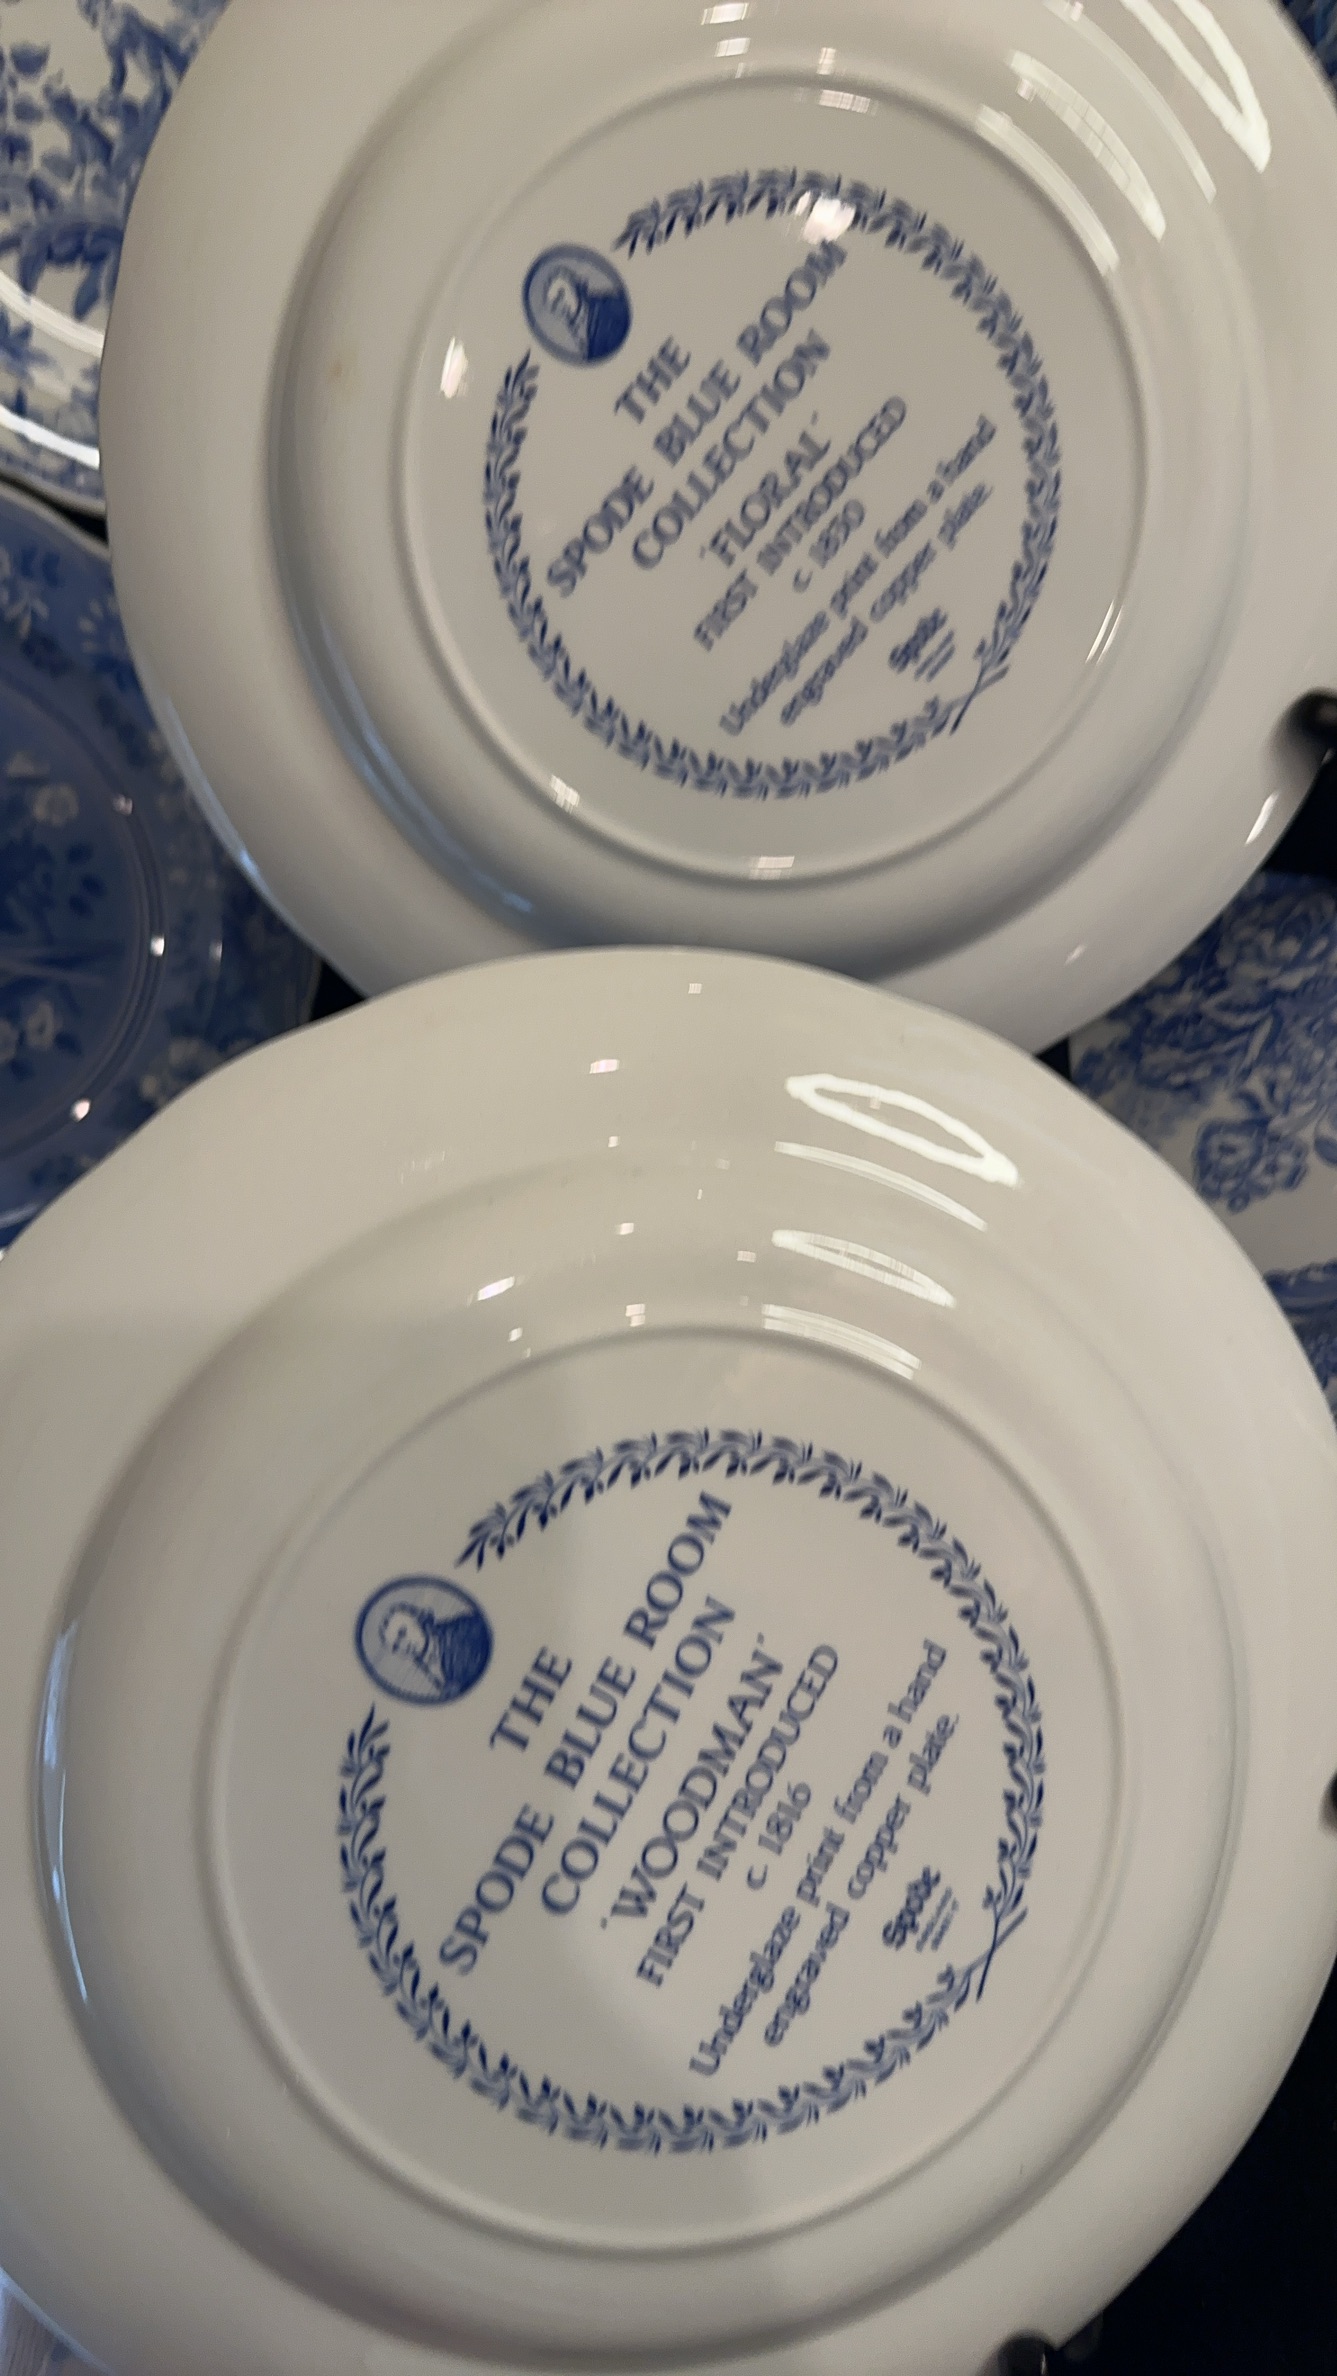 THE
SPODE BLUE ROOM
COLLECTION
"FLORAL"
FIRST INTRODUCED
c 1830
Underglaze print from a hand
engraved copper plate.
Spode
THE
SPODE BLUE ROOM
COLLECTION
"WOODMAN"
FIRST INTRODUCED
c 1816
Underglaze print from a hand
engraved copper plate.
Spode